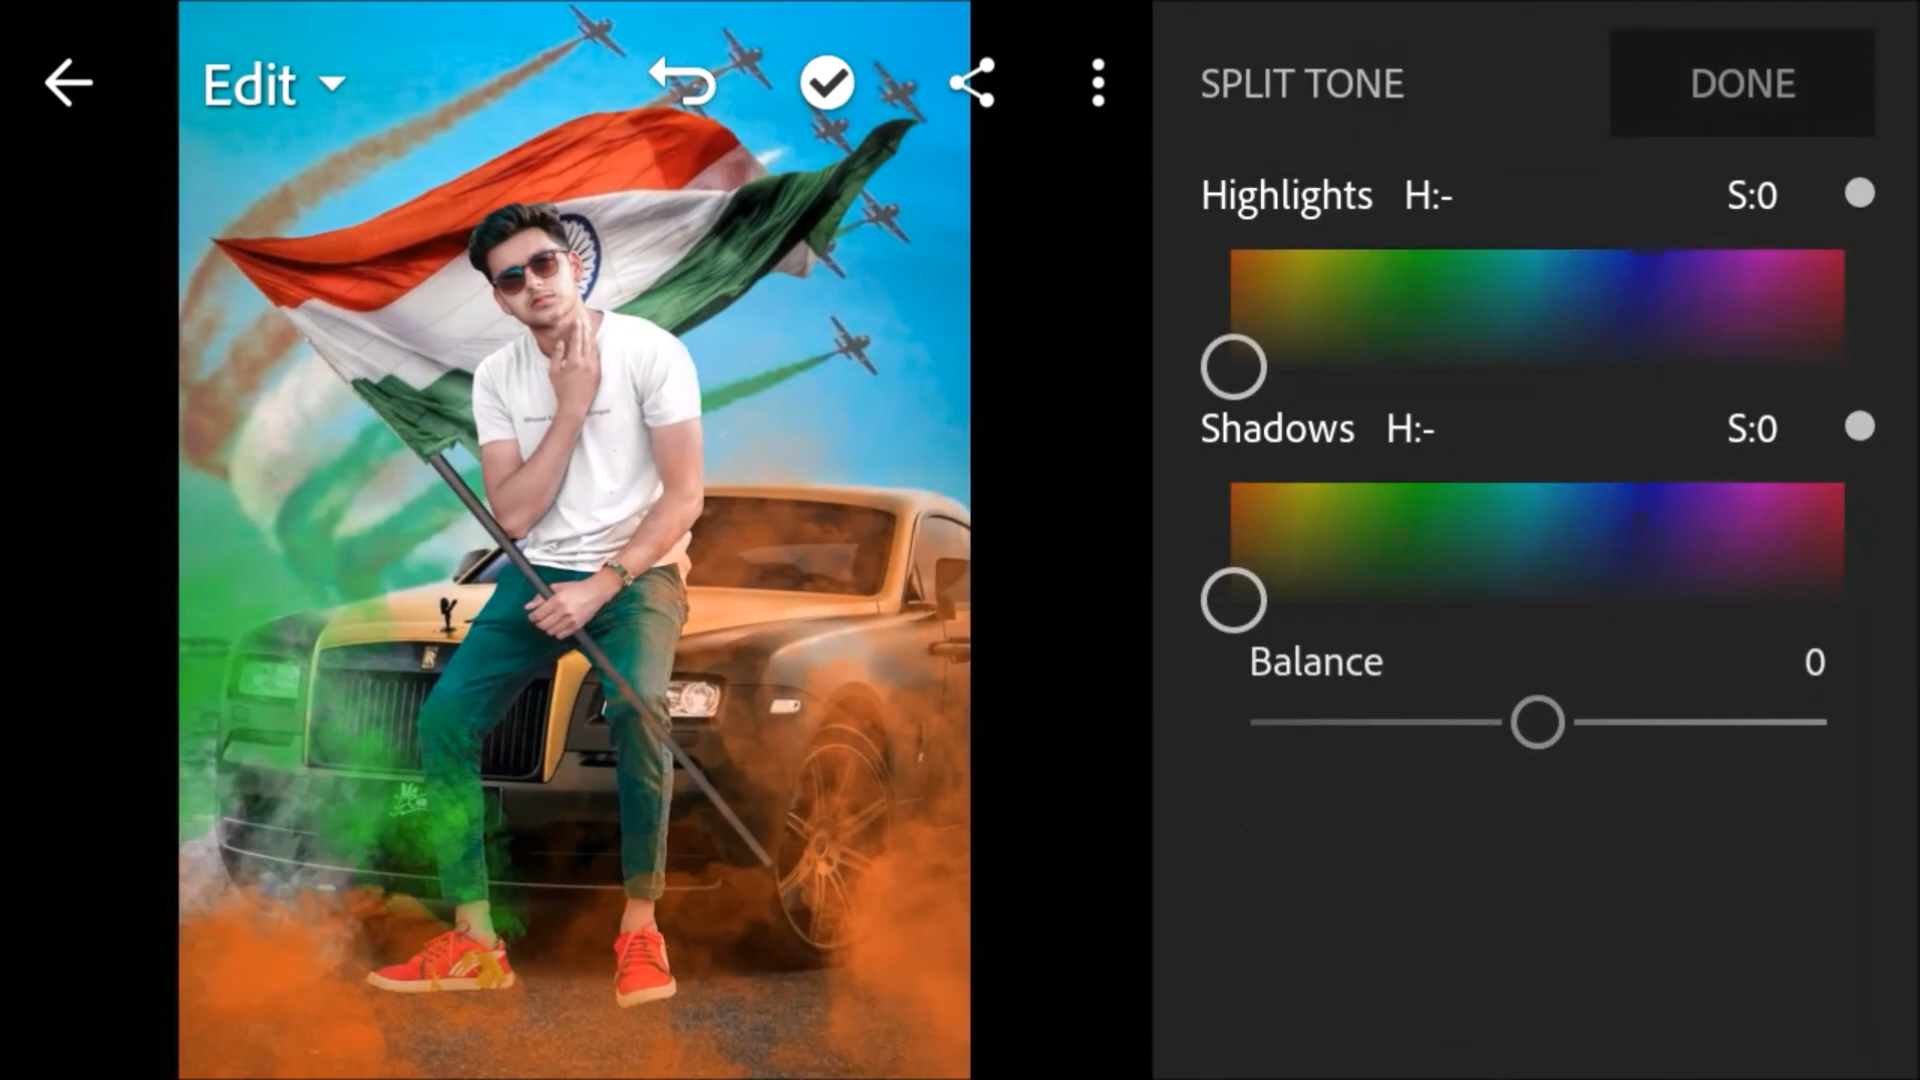 Edit
SPLIT TONE
DONE
Highlights H:- S:0
Shadows H:- S:0
Balance 0
R